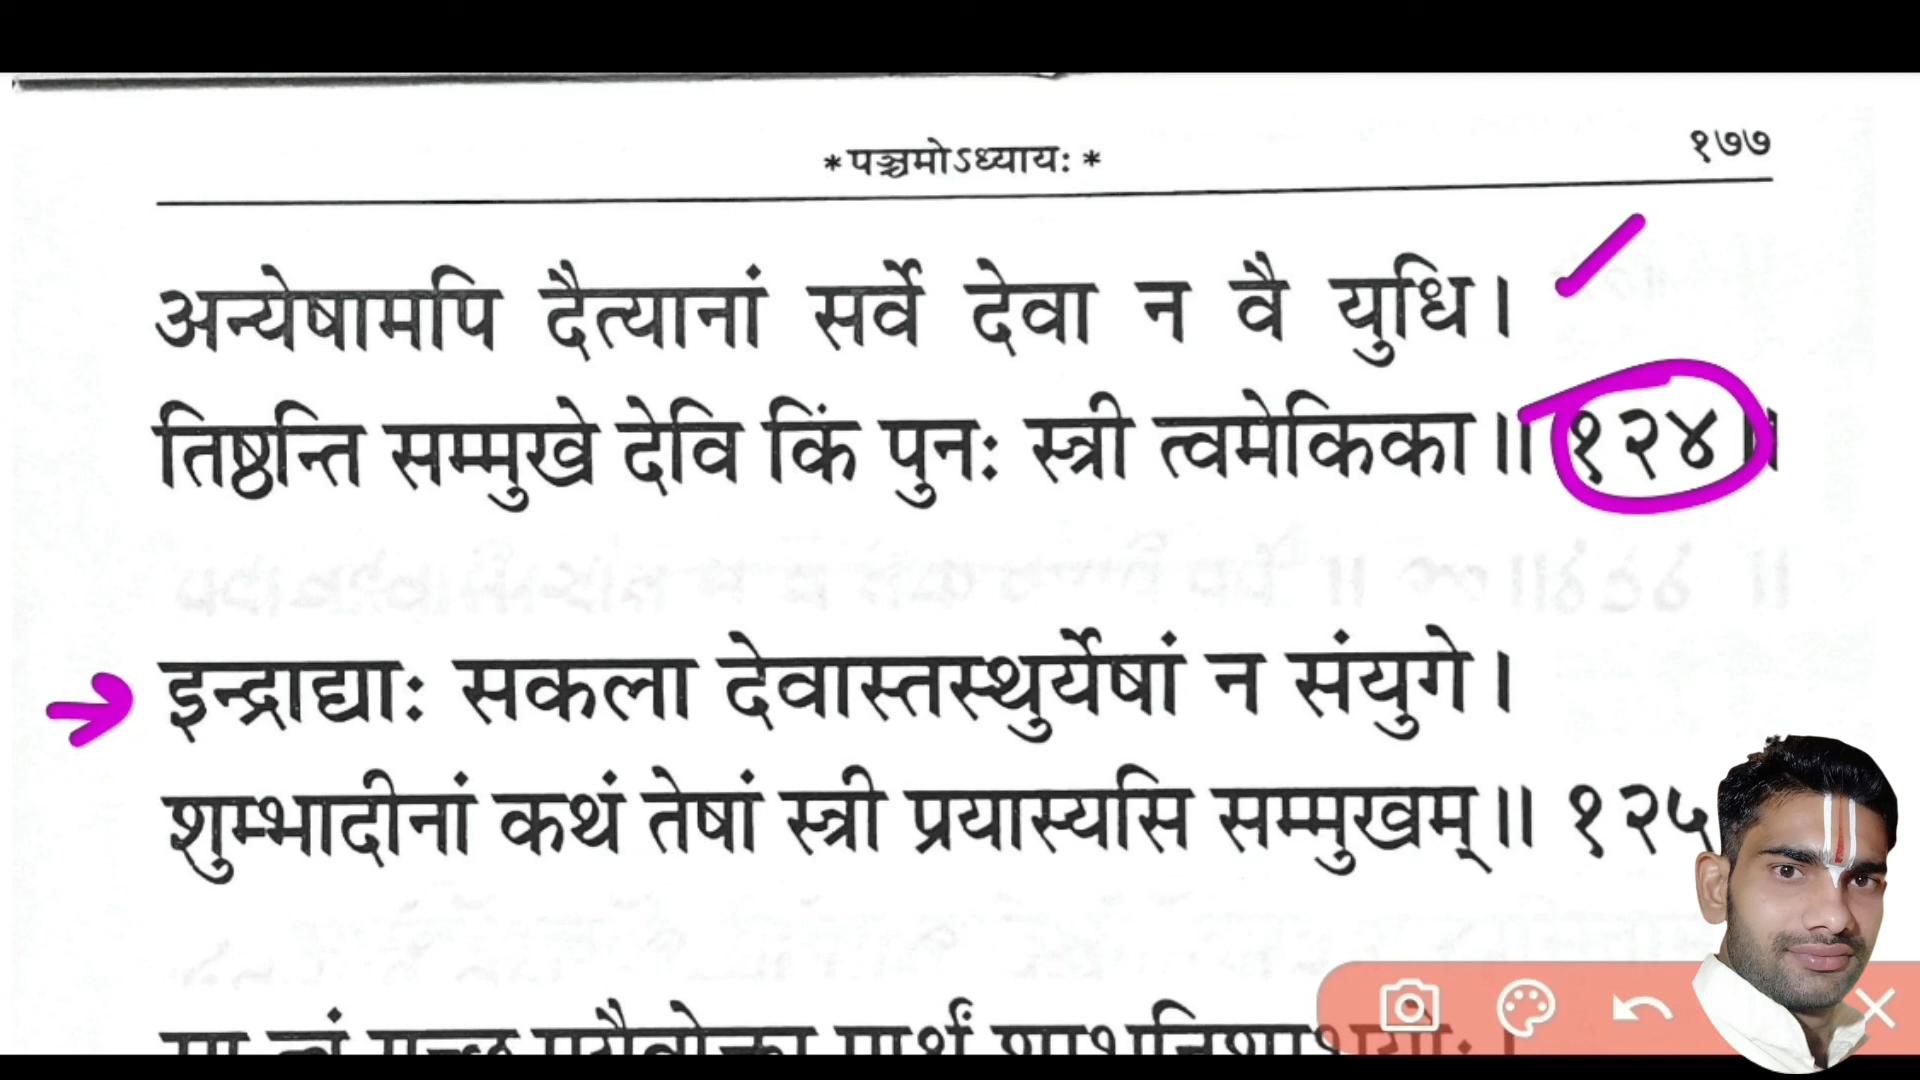 *पञ्चमोऽध्यायः*
१७७
अन्येषामपि दैत्यानां सर्वे देवा न वै युधि।
तिष्ठन्ति सम्मुखे देवि किं पुनः स्त्री त्वमेकिका॥ १२४॥
इन्द्राद्याः सकला देवास्तस्थुर्येषां न संयुगे।
शुम्भादीनां कथं तेषां स्त्री प्रयास्यसि सम्मुखम्॥ १२५